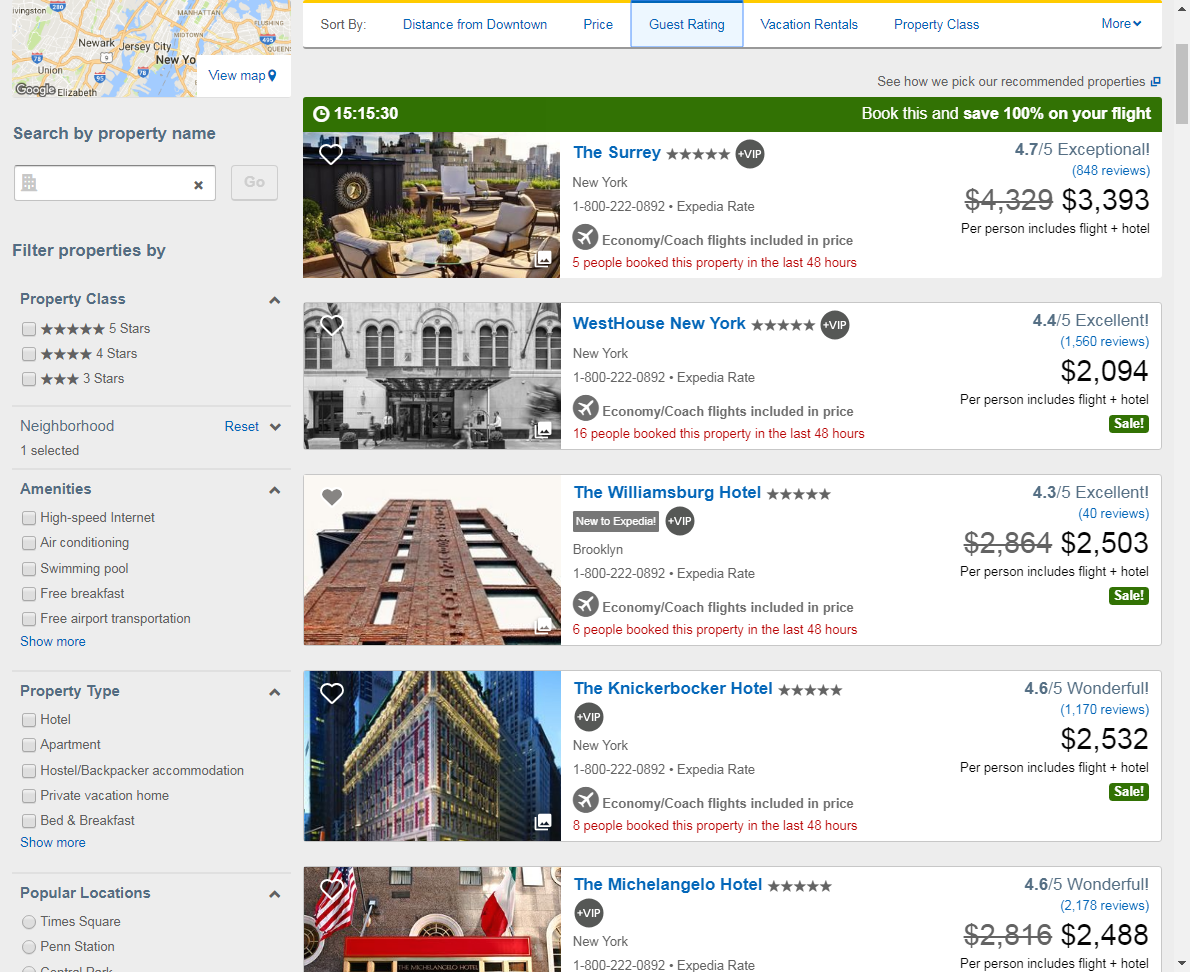 vingston
280
MANHATTAN
FLUSHING
MIDTOWN
495
Newark
Jersey City
9
QUEENS
78
New Yo
Union
95
78
Google
Elizabeth
View map
Search by property name
Go
Filter properties by
Property Class
5 Stars
4 Stars
3 Stars
Neighborhood Reset
1 selected
Amenities
High-speed Internet
Air conditioning
Swimming pool
Free breakfast
Free airport transportation
Show more
Property Type
Hotel
Apartment
Hostel/Backpacker accommodation
Private vacation home
Bed & Breakfast
Show more
Popular Locations
Times Square
Penn Station
Central Park
Sort By: Distance from Downtown Price Guest Rating Vacation Rentals Property Class More
See how we pick our recommended properties
15:15:30 Book this and save 100% on your flight
The Surrey +VIP
New York
1-800-222-0892 • Expedia Rate
Economy/Coach flights included in price
5 people booked this property in the last 48 hours
4.7/5 Exceptional!
(848 reviews)
$4,329 $3,393
Per person includes flight + hotel
WestHouse New York +VIP
New York
1-800-222-0892 • Expedia Rate
Economy/Coach flights included in price
16 people booked this property in the last 48 hours
4.4/5 Excellent!
(1,560 reviews)
$2,094
Per person includes flight + hotel
Sale!
The Williamsburg Hotel
New to Expedia! +VIP
Brooklyn
1-800-222-0892 • Expedia Rate
Economy/Coach flights included in price
6 people booked this property in the last 48 hours
4.3/5 Excellent!
(40 reviews)
$2,864 $2,503
Per person includes flight + hotel
Sale!
The Knickerbocker Hotel
+VIP
New York
1-800-222-0892 • Expedia Rate
Economy/Coach flights included in price
8 people booked this property in the last 48 hours
4.6/5 Wonderful!
(1,170 reviews)
$2,532
Per person includes flight + hotel
Sale!
THE MICHELANGELO HOTEL
The Michelangelo Hotel
+VIP
New York
1-800-222-0892 • Expedia Rate
4.6/5 Wonderful!
(2,178 reviews)
$2,816 $2,488
Per person includes flight + hotel